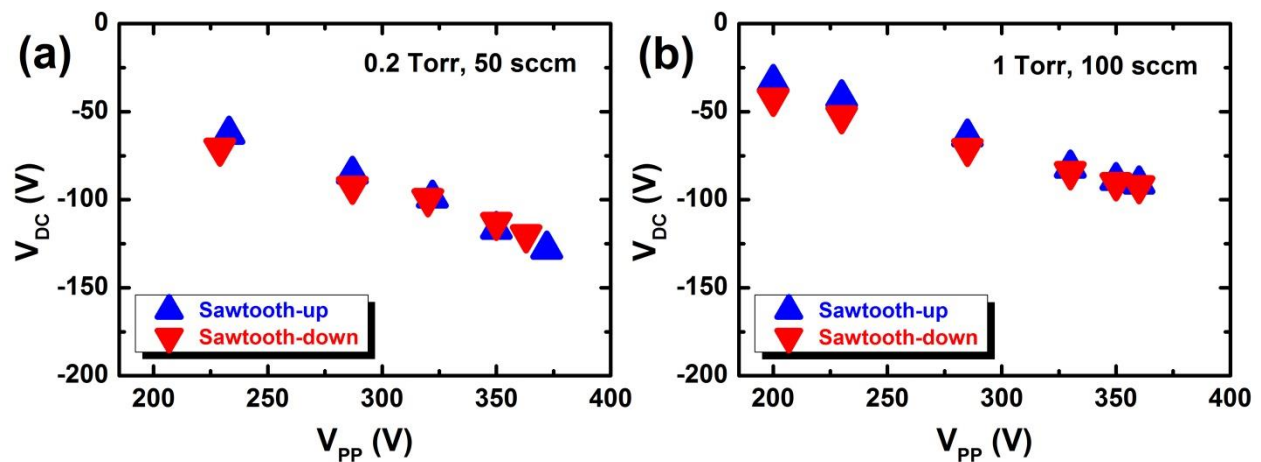 (a)
0.2 Torr, 50 sccm
0
-50
-100
-150
-200
V_DC (V)
Sawtooth-up
Sawtooth-down
200 250 300 350 400
V_PP (V)
(b)
1 Torr, 100 sccm
0
-50
-100
-150
-200
V_DC (V)
Sawtooth-up
Sawtooth-down
200 250 300 350 400
V_PP (V)